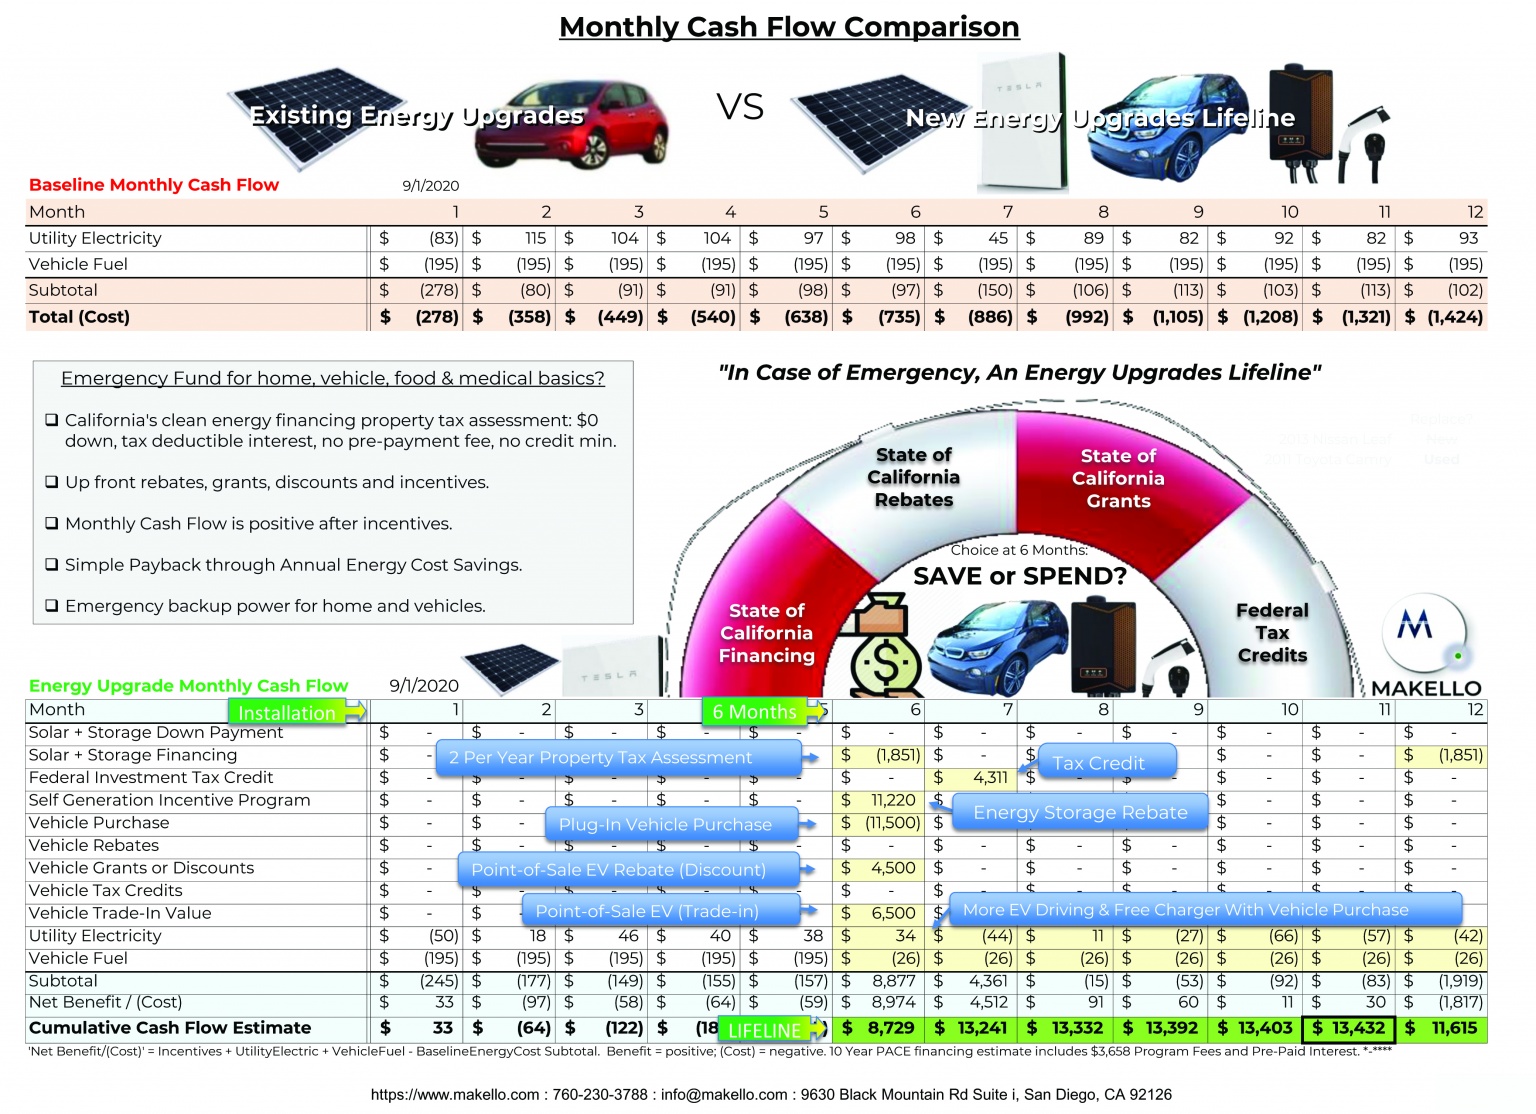 Monthly Cash Flow Comparison
Existing Energy Upgrades
VS
TESLA
New Energy Upgrades Lifeline
Baseline Monthly Cash Flow 9/1/2020
Month 1 2 3 4 5 6 7 8 9 10 11 12
Utility Electricity $ (83) $ 115 $ 104 $ 104 $ 97 $ 98 $ 45 $ 89 $ 82 $ 92 $ 82 $ 93
Vehicle Fuel $ (195) $ (195) $ (195) $ (195) $ (195) $ (195) $ (195) $ (195) $ (195) $ (195) $ (195) $ (195)
Subtotal $ (278) $ (80) $ (91) $ (91) $ (98) $ (97) $ (150) $ (106) $ (113) $ (103) $ (113) $ (102)
Total (Cost) $ (278) $ (358) $ (449) $ (540) $ (638) $ (735) $ (886) $ (992) $ (1,105) $ (1,208) $ (1,321) $ (1,424)
Emergency Fund for home, vehicle, food & medical basics?
❑ California's clean energy financing property tax assessment: $0
down, tax deductible interest, no pre-payment fee, no credit min.
❑ Up front rebates, grants, discounts and incentives.
❑ Monthly Cash Flow is positive after incentives.
❑ Simple Payback through Annual Energy Cost Savings.
❑ Emergency backup power for home and vehicles.
"In Case of Emergency, An Energy Upgrades Lifeline"
State of
California
Financing
State of
California
Rebates
State of
California
Grants
Federal
Tax
Credits
Choice at 6 Months:
SAVE or SPEND?
$
TESLA
M
MAKELLO
Energy Upgrade Monthly Cash Flow 9/1/2020
Month Installation 1 2 3 6 Months 5 6 7 8 9 10 11 12
Solar + Storage Down Payment $ - $ - $ - $ - $ - $ - $ - $ - $ - $ - $ - $ -
Solar + Storage Financing $ - 2 Per Year Property Tax Assessment $ (1,851) $ - $ Tax Credit $ - $ - $ - $ (1,851)
Federal Investment Tax Credit $ - $ - $ - $ - $ - $ - $ 4,311 $ - $ - $ - $ - $ -
Self Generation Incentive Program $ - $ - $ - $ - $ - $ 11,220 $ Energy Storage Rebate $ - $ - $ -
Vehicle Purchase $ - $ - Plug-In Vehicle Purchase $ (11,500) $ - $ - $ -
Vehicle Rebates $ - $ - $ - $ - $ - $ - $ - $ - $ - $ - $ - $ -
Vehicle Grants or Discounts $ - Point-of-Sale EV Rebate (Discount) $ 4,500 $ - $ - $ - $ - $ - $ -
Vehicle Tax Credits $ - $ - $ - $ - $ - $ - $ - $ - $ - $ - $ - $ -
Vehicle Trade-In Value $ - $ - Point-of-Sale EV (Trade-in) $ 6,500 $ More EV Driving & Free Charger With Vehicle Purchase
Utility Electricity $ (50) $ 18 $ 46 $ 40 $ 38 $ 34 $ (44) $ 11 $ (27) $ (66) $ (57) $ (42)
Vehicle Fuel $ (195) $ (195) $ (195) $ (195) $ (195) $ (26) $ (26) $ (26) $ (26) $ (26) $ (26) $ (26)
Subtotal $ (245) $ (177) $ (149) $ (155) $ (157) $ 8,877 $ 4,361 $ (15) $ (53) $ (92) $ (83) $ (1,919)
Net Benefit / (Cost) $ 33 $ (97) $ (58) $ (64) $ (59) $ 8,974 $ 4,512 $ 91 $ 60 $ 11 $ 30 $ (1,817)
Cumulative Cash Flow Estimate $ 33 $ (64) $ (122) $ (18 LIFELINE ) $ 8,729 $ 13,241 $ 13,332 $ 13,392 $ 13,403 $ 13,432 $ 11,615
'Net Benefit/(Cost)' = Incentives + UtilityElectric + VehicleFuel - BaselineEnergyCost Subtotal. Benefit = positive; (Cost) = negative. 10 Year PACE financing estimate includes $3,658 Program Fees and Pre-Paid Interest. *-****
https://www.makello.com : 760-230-3788 : info@makello.com : 9630 Black Mountain Rd Suite i, San Diego, CA 92126